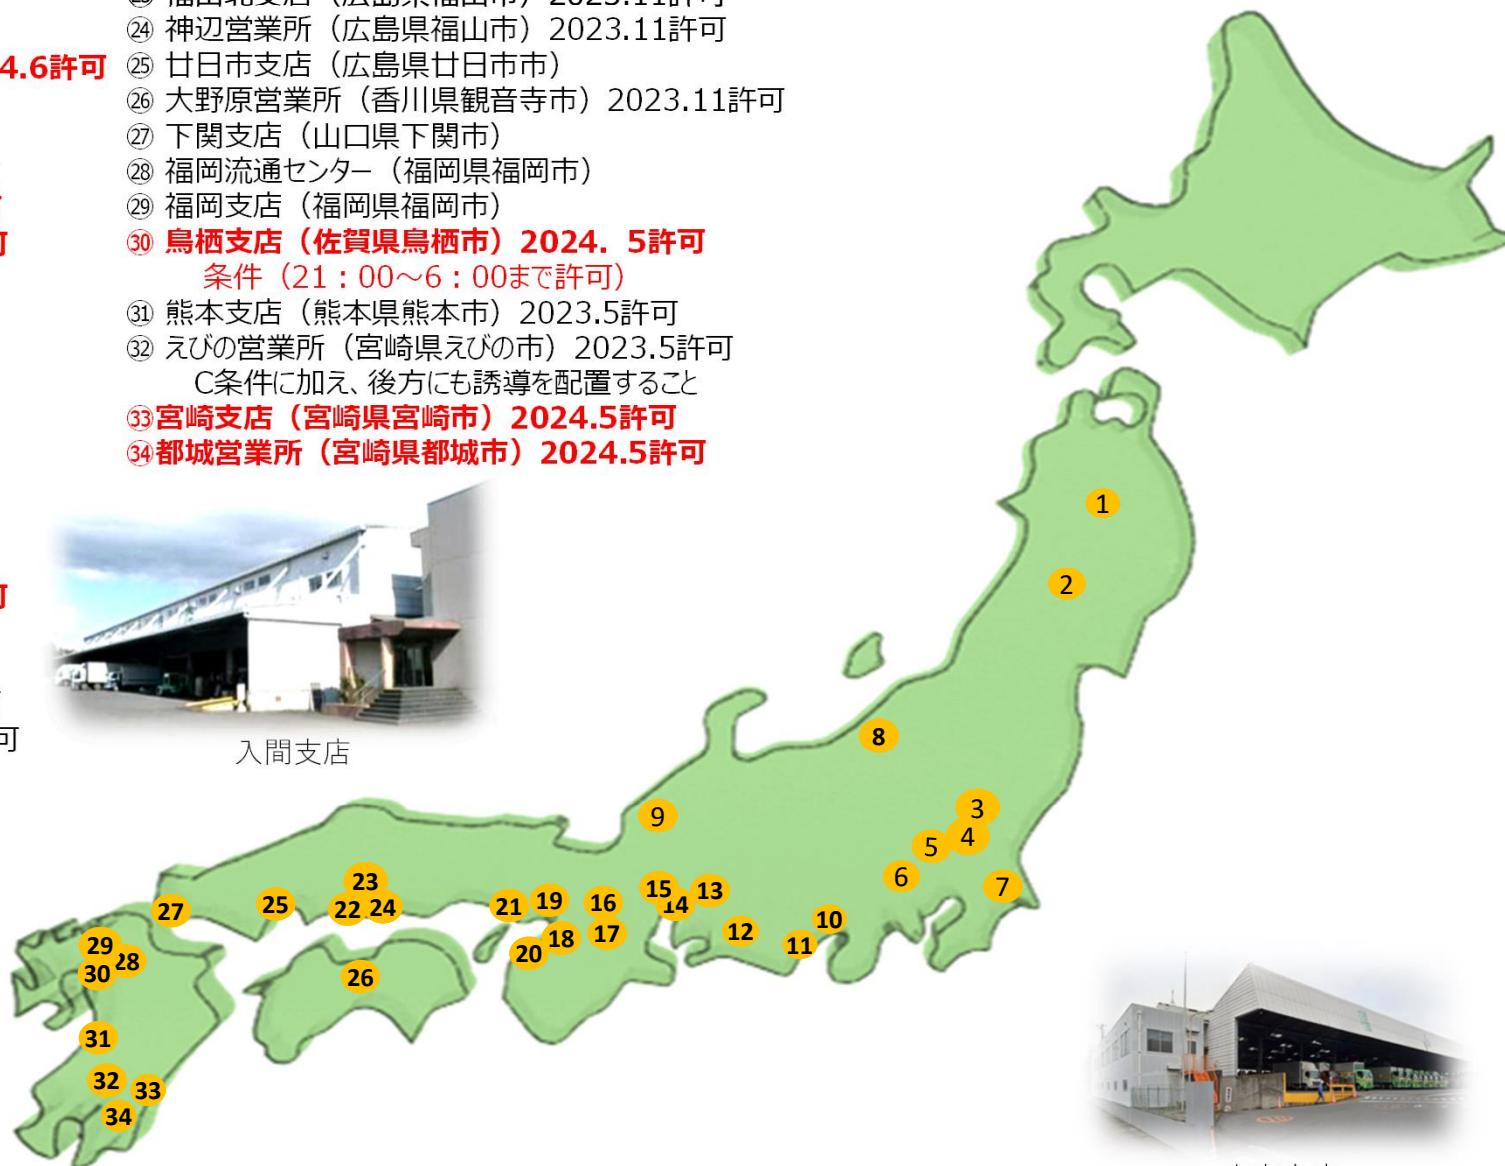 ㉔ 神辺営業所（広島県福山市）2023.11許可
4.6許可
㉕ 廿日市支店（広島県廿日市市）
㉖ 大野原営業所（香川県観音寺市）2023.11許可
㉗ 下関支店（山口県下関市）
㉘ 福岡流通センター（福岡県福岡市）
㉙ 福岡支店（福岡県福岡市）
㉚ 鳥栖支店（佐賀県鳥栖市）2024．5許可
条件（21：00～6：00まで許可）
㉛ 熊本支店（熊本県熊本市）2023.5許可
㉜ えびの営業所（宮崎県えびの市）2023.5許可
C条件に加え、後方にも誘導を配置すること
㉝宮崎支店（宮崎県宮崎市）2024.5許可
㉞都城営業所（宮崎県都城市）2024.5許可
可
入間支店
1
2
8
3
9
4
5
6
7
23
15
13
14
22
24
25
21
19
16
27
10
12
17
18
11
20
29
28
30
26
31
32
33
34